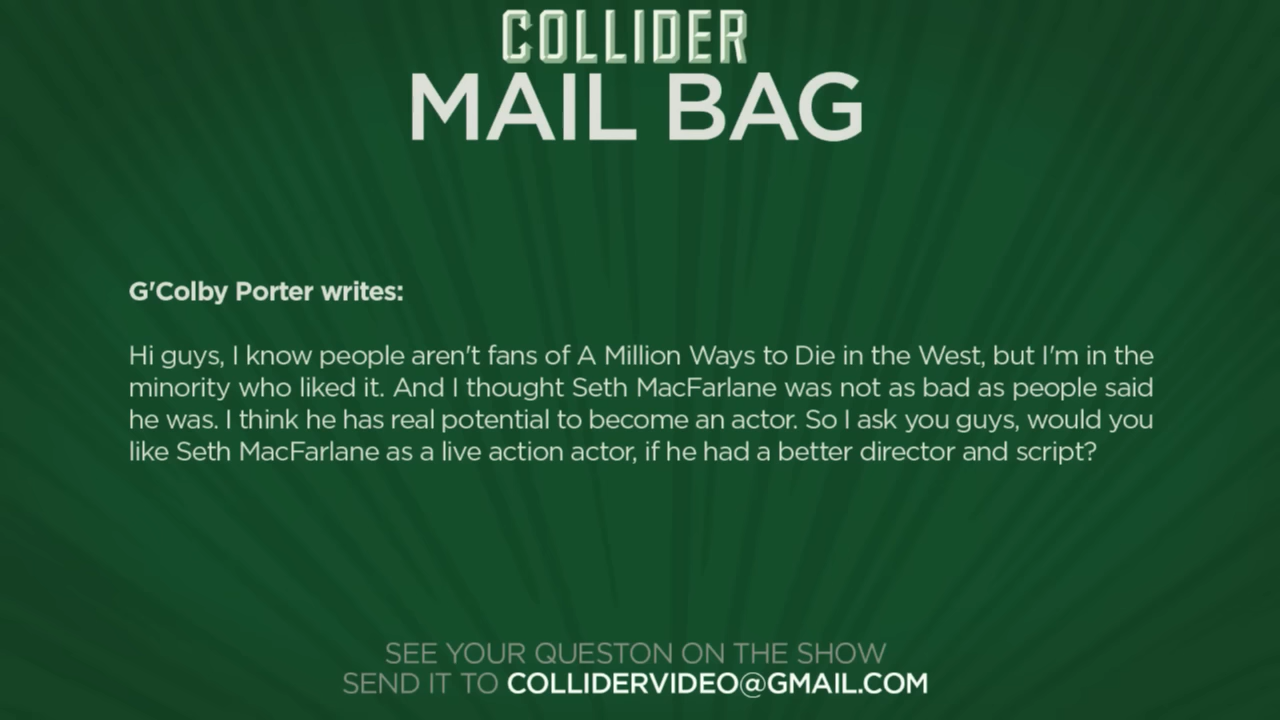 COLLIDER
MAIL BAG
G'Colby Porter writes:
Hi guys, I know people aren't fans of A Million Ways to Die in the West, but I'm in the
minority who liked it. And I thought Seth MacFarlane was not as bad as people said
he was. I think he has real potential to become an actor. So I ask you guys, would you
like Seth MacFarlane as a live action actor, if he had a better director and script?
SEE YOUR QUESTON ON THE SHOW
SEND IT TO COLLIDERVIDEO@GMAIL.COM